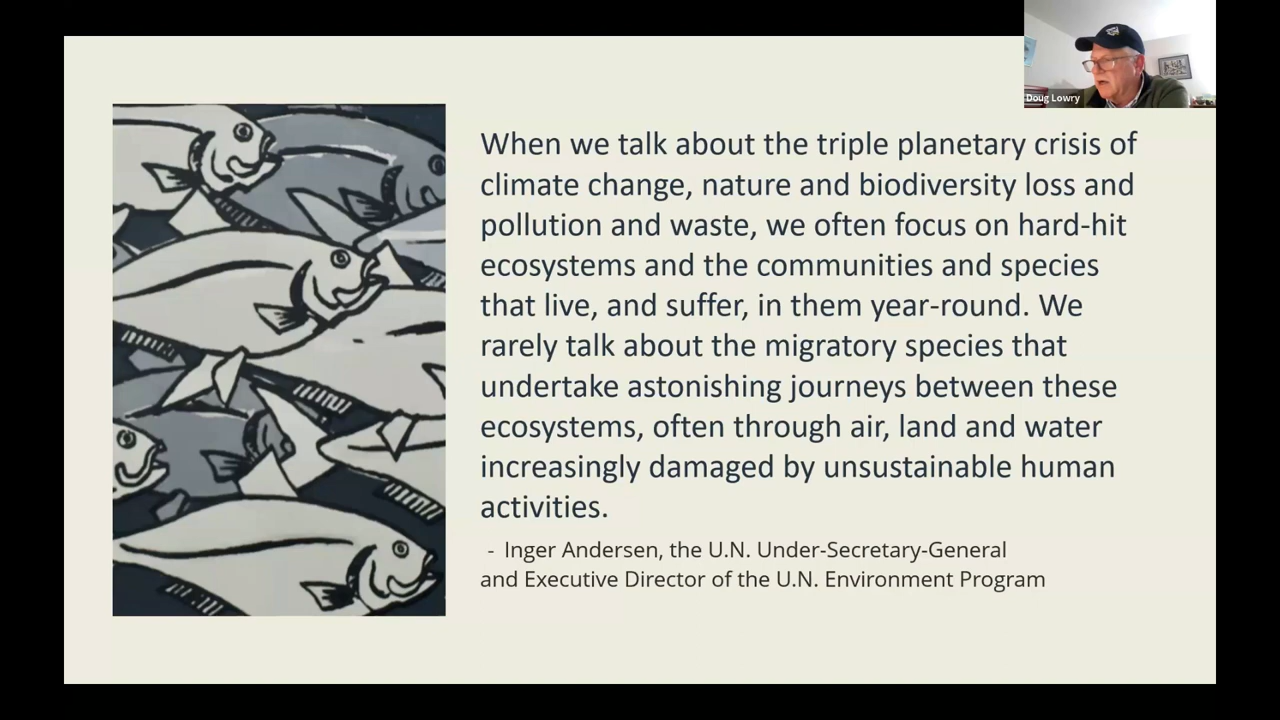 Doug Lowry
When we talk about the triple planetary crisis of
climate change, nature and biodiversity loss and
pollution and waste, we often focus on hard-hit
ecosystems and the communities and species
that live, and suffer, in them year-round. We
rarely talk about the migratory species that
undertake astonishing journeys between these
ecosystems, often through air, land and water
increasingly damaged by unsustainable human
activities.
- Inger Andersen, the U.N. Under-Secretary-General
and Executive Director of the U.N. Environment Program